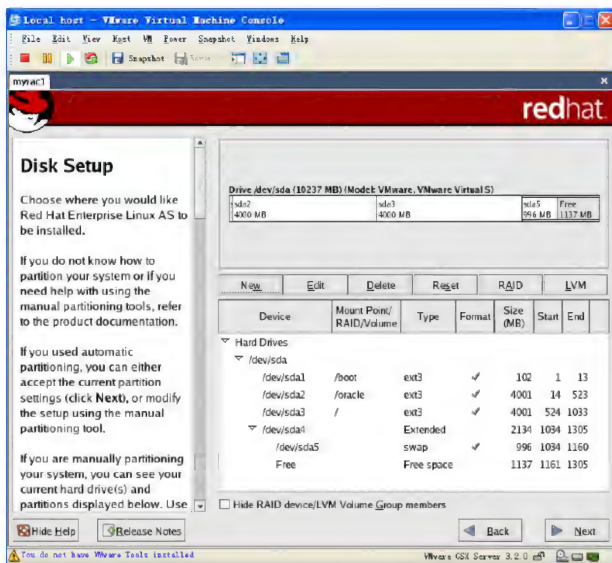 Local host - VMware Virtual Machine Console
File Edit View Host VM Power Snapshot Windows Help
Snapshot
myrac1
redhat.
Disk Setup
Choose where you would like
Red Hat Enterprise Linux AS to
be installed.
If you do not know how to
partition your system or if you
need help with using the
manual partitioning tools, refer
to the product documentation.
If you used automatic
partitioning, you can either
accept the current partition
settings (click Next), or modify
the setup using the manual
partitioning tool.
If you are manually partitioning
your system, you can see your
current hard drive(s) and
partitions displayed below. Use
Drive /dev/sda (10237 MB) (Model: VMware, VMware Virtual S)
sda2 sda3 sda5 Free
4000 MB 4000 MB 996 MB 1137 MB
New Edit Delete Reset RAID LVM
Device Mount Point/ RAID/Volume Type Format Size (MB) Start End
Hard Drives
/dev/sda
/dev/sda1 /boot ext3 ✓ 102 1 13
/dev/sda2 /oracle ext3 ✓ 4001 14 523
/dev/sda3 / ext3 ✓ 4001 524 1033
/dev/sda4 Extended 2134 1034 1305
/dev/sda5 swap ✓ 996 1034 1160
Free Free space 1137 1161 1305
Hide RAID device/LVM Volume Group members
Hide Help Release Notes Back Next
You do not have VMware Tools installed VMware GSX Server 3.2.0